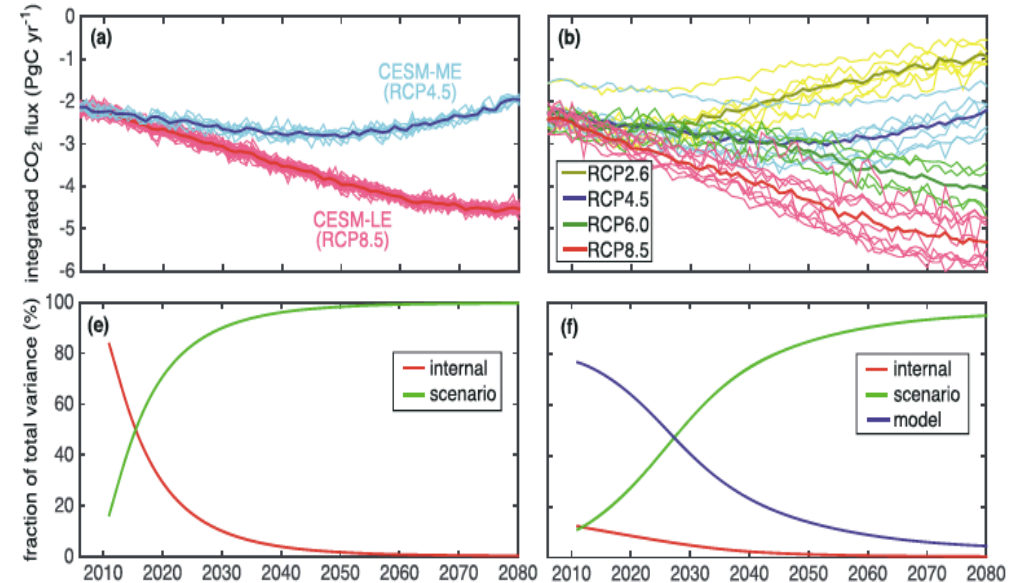 integrated CO2 flux (PgC yr-1)
0
-1
-2
-3
-4
-5
-6
(a)
CESM-ME
(RCP4.5)
CESM-LE
(RCP8.5)
(b)
RCP2.6
RCP4.5
RCP6.0
RCP8.5
fraction of total variance (%)
100
80
60
40
20
0
(e)
internal
scenario
2010 2020 2030 2040 2050 2060 2070 2080
(f)
internal
scenario
model
2010 2020 2030 2040 2050 2060 2070 2080